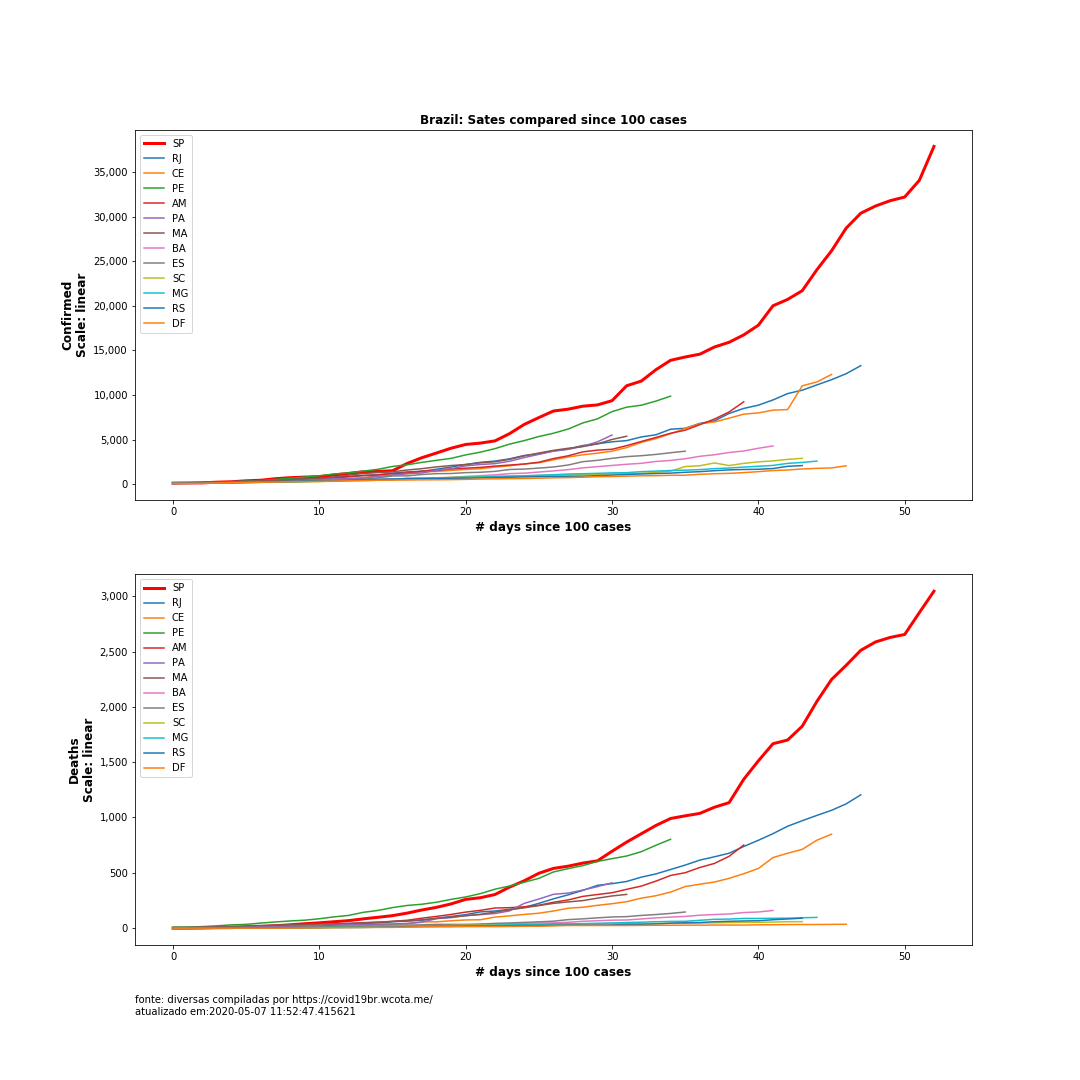 Brazil: Sates compared since 100 cases
Confirmed
Scale: linear
35,000
30,000
25,000
20,000
15,000
10,000
5,000
0
SP
RJ
CE
PE
AM
PA
MA
BA
ES
SC
MG
RS
DF
0 10 20 30 40 50
# days since 100 cases
Deaths
Scale: linear
3,000
2,500
2,000
1,500
1,000
500
0
SP
RJ
CE
PE
AM
PA
MA
BA
ES
SC
MG
RS
DF
0 10 20 30 40 50
# days since 100 cases
fonte: diversas compiladas por https://covid19br.wcota.me/
atualizado em:2020-05-07 11:52:47.415621